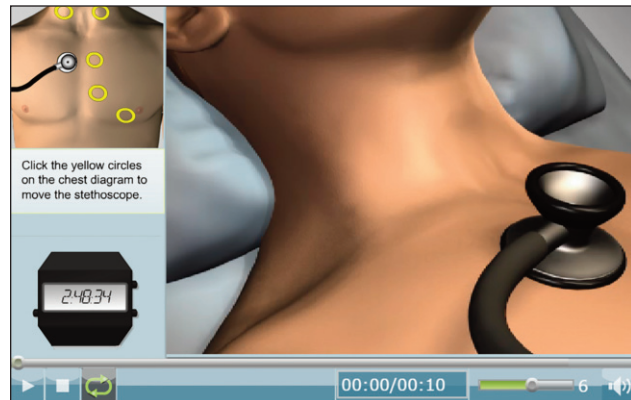 Click the yellow circles
on the chest diagram to
move the stethoscope.
2:48:34
00:00/00:10
6